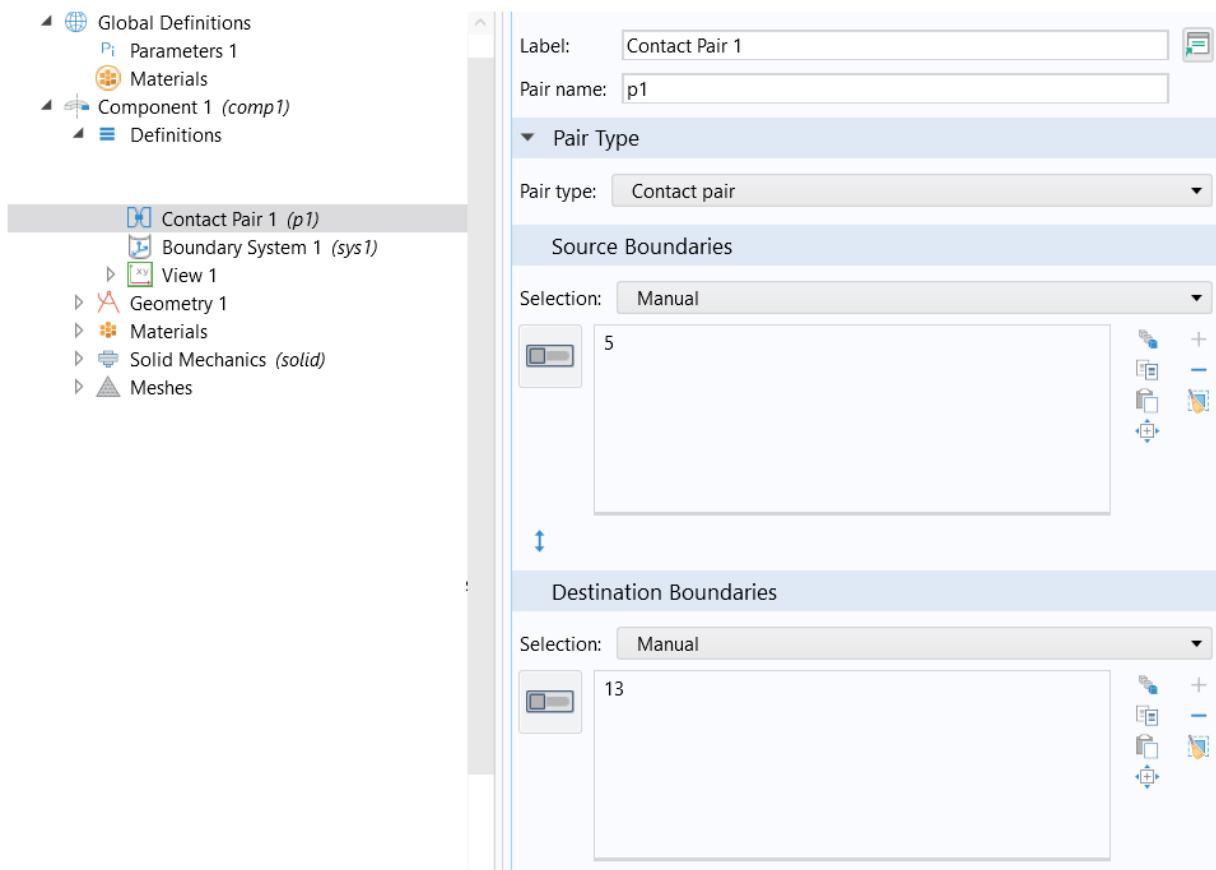 Global Definitions
Pi Parameters 1
Materials
Component 1 (comp1)
Definitions
Contact Pair 1 (p1)
Boundary System 1 (sys1)
xy View 1
Geometry 1
Materials
Solid Mechanics (solid)
Meshes
Label: Contact Pair 1
Pair name: p1
Pair Type
Pair type: Contact pair
Source Boundaries
Selection: Manual
5
Destination Boundaries
Selection: Manual
13